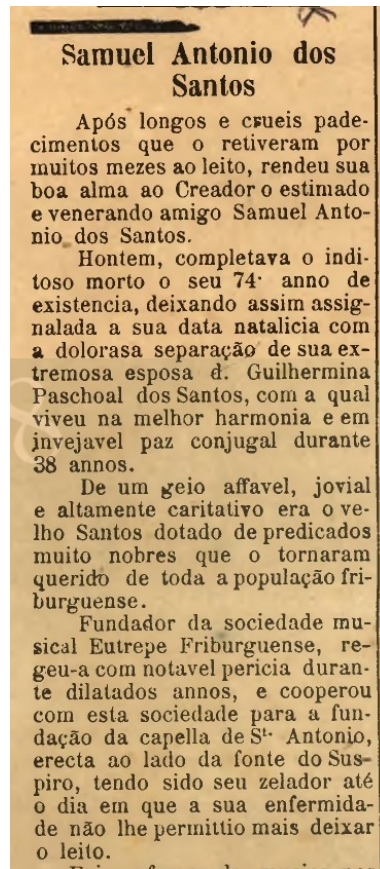 Samuel Antonio dos
Santos
Após longos e crueis pade-
cimentos que o retiveram por
muitos mezes ao leito, rendeu sua
boa alma ao Creador o estimado
e venerando amigo Samuel Anto-
nio dos Santos.
Hontem, completava o indi-
toso morto o seu 74· anno de
existencia, deixando assim assig-
nalada a sua data natalicia com
a dolorasa separação de sua ex-
tremosa esposa d. Guilhermina
Paschoal dos Santos, com a qual
viveu na melhor harmonia e em
invejavel paz conjugal durante
38 annos.
De um geio affavel, jovial
e altamente caritativo era o ve-
lho Santos dotado de predicados
muito nobres que o tornaram
querido de toda a população fri-
burguense.
Fundador da sociedade mu-
sical Eutrepe Friburguense, re-
geu-a com notavel pericia duran-
te dilatados annos, e cooperou
com esta sociedade para a fun-
dação da capella de Sᵗ· Antonio,
erecta ao lado da fonte do Sus-
piro, tendo sido seu zelador até
o dia em que a sua enfermida-
de não lhe permittio mais deixar
o leito.